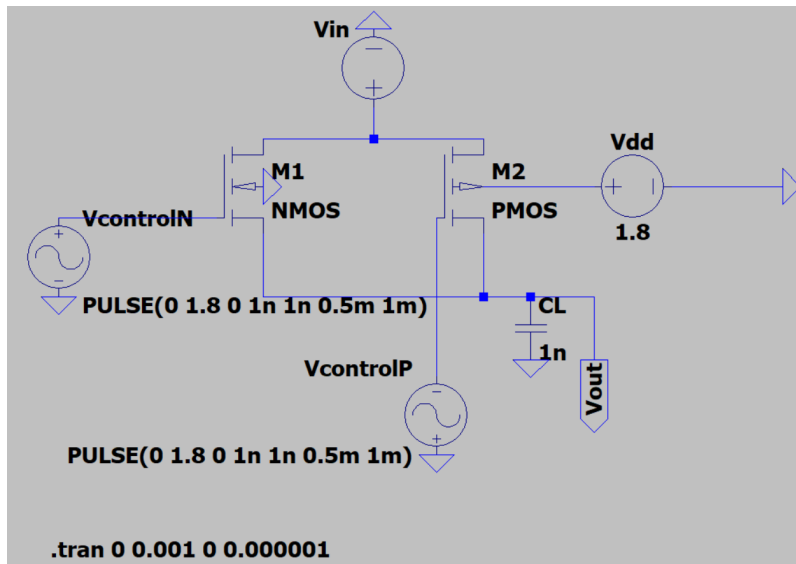 Vin
Vdd
M1
M2
VcontrolN
NMOS
PMOS
1.8
PULSE(0 1.8 0 1n 1n 0.5m 1m)
CL
1n
VcontrolP
Vout
PULSE(0 1.8 0 1n 1n 0.5m 1m)
.tran 0 0.001 0 0.000001